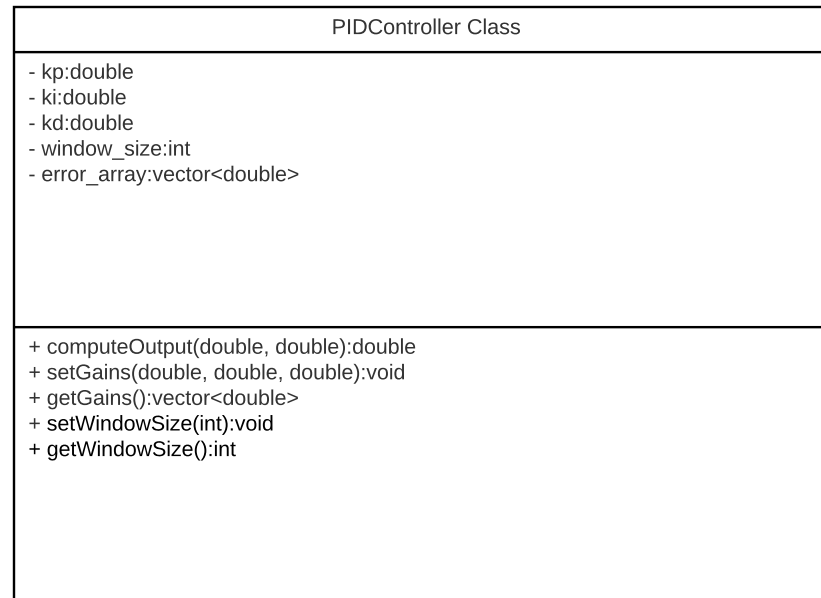 PIDController Class
- kp:double
- ki:double
- kd:double
- window_size:int
- error_array:vector<double>
+ computeOutput(double, double):double
+ setGains(double, double, double):void
+ getGains():vector<double>
+ setWindowSize(int):void
+ getWindowSize():int